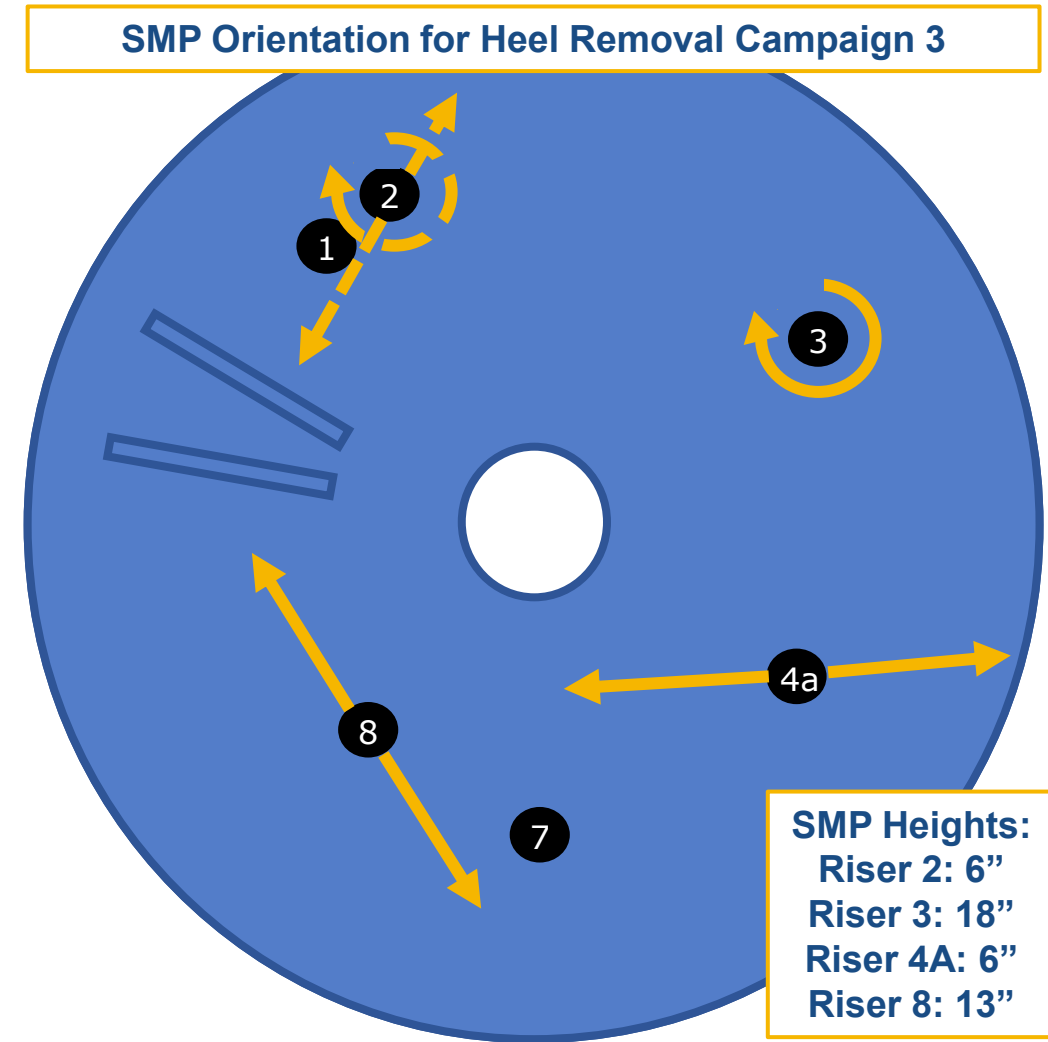 SMP Orientation for Heel Removal Campaign 3
2
1
3
4a
8
7
SMP Heights:
Riser 2: 6”
Riser 3: 18”
Riser 4A: 6”
Riser 8: 13”